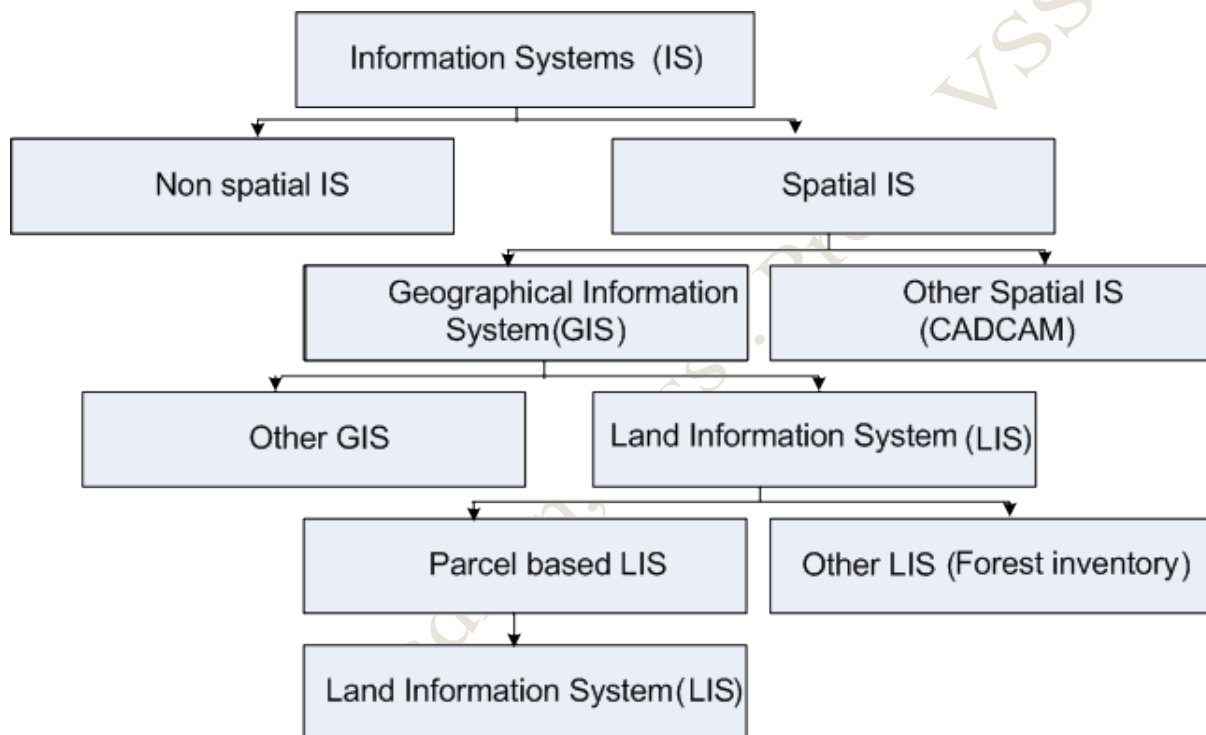 Information Systems (IS)
Non spatial IS
Spatial IS
Geographical Information
System(GIS)
Other Spatial IS
(CADCAM)
Other GIS
Land Information System (LIS)
Parcel based LIS
Other LIS (Forest inventory)
Land Information System(LIS)